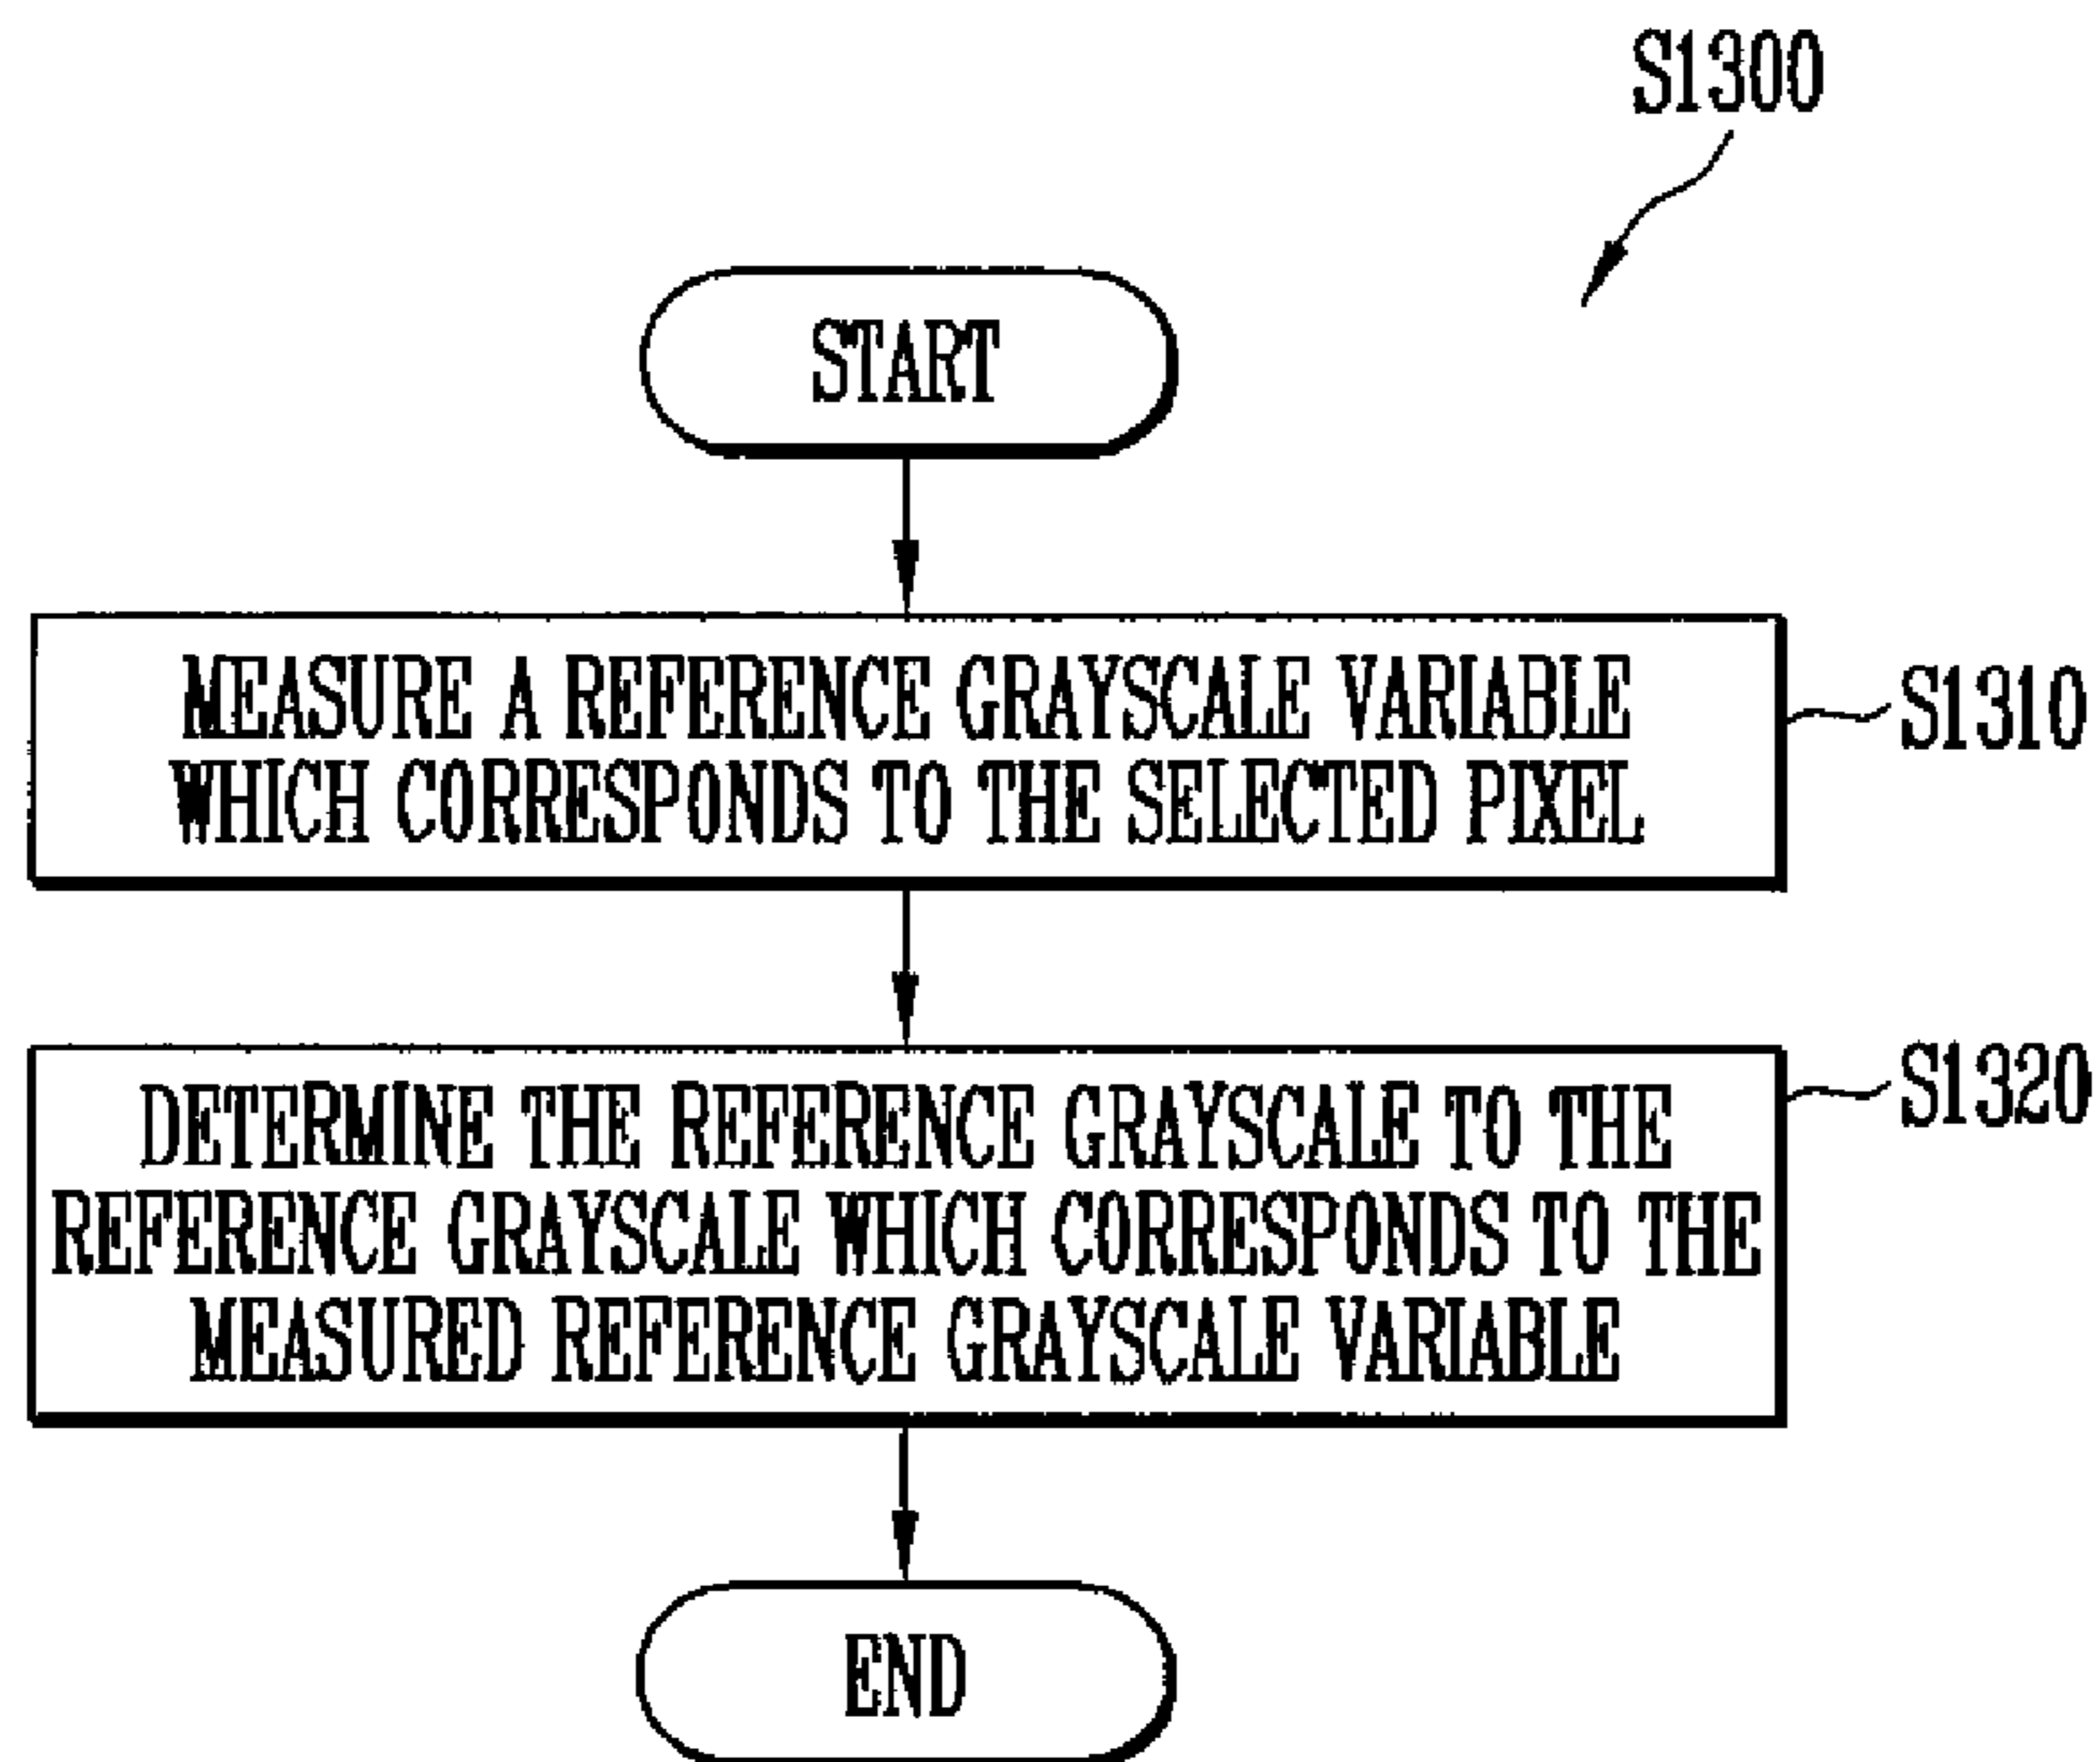 S1300
START
MEASURE A REFERENCE GRAYSCALE VARIABLE
WHICH CORRESPONDS TO THE SELECTED PIXEL
S1310
DETERMINE THE REFERENCE GRAYSCALE TO THE
REFERENCE GRAYSCALE WHICH CORRESPONDS TO THE
MEASURED REFERENCE GRAYSCALE VARIABLE
S1320
END